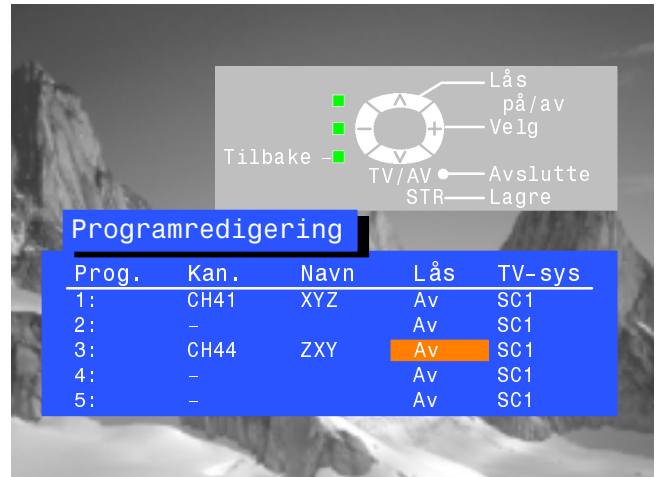 Lås
på/av
Velg
Tilbake
TV/AV Avslutte
STR Lagre
Programredigering
Prog. Kan. Navn Lås TV-sys
1: CH41 XYZ Av SC1
2: – Av SC1
3: CH44 ZXY Av SC1
4: – Av SC1
5: – Av SC1